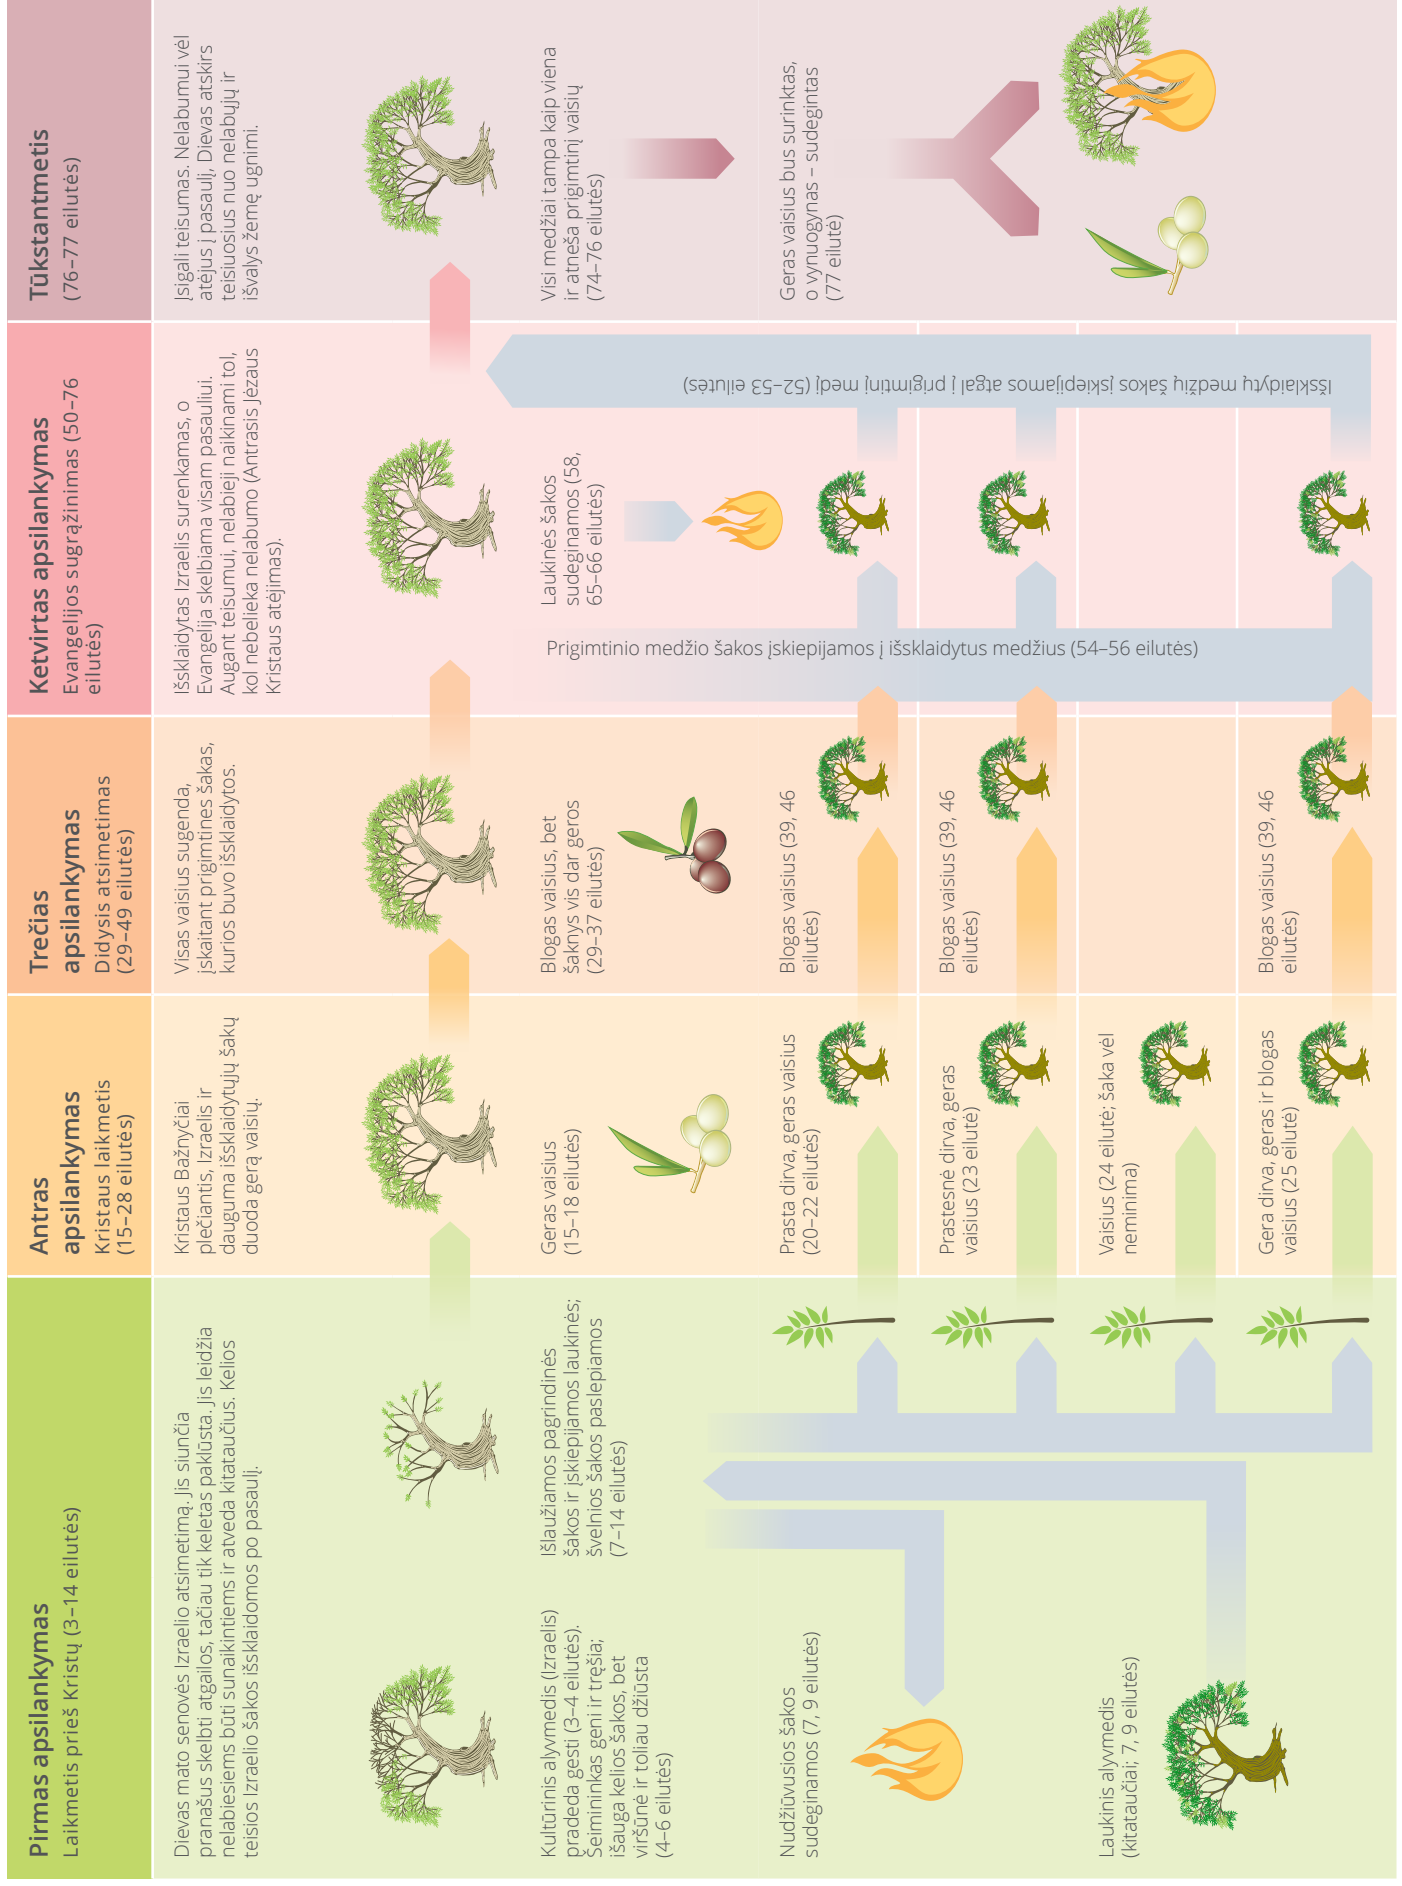 Pirmas apsilankymas
Laikmetis prieš Kristų (3–14 eilutės)
Dievas mato senovės Izraelio atsimetimą. Jis siunčia
pranašus skelbti atgailos, tačiau tik keletas paklūsta. Jis leidžia
nelabiesiems būti sunaikintiems ir atveda kitataučius. Kelios
teisios Izraelio šakos išsklaidomos po pasaulį.
Kultūrinis alyvmedis (Izraelis)
pradeda gesti (3–4 eilutės).
Šeimininkas geni ir tręšia;
išauga kelios šakos, bet
viršūnė ir toliau džiūsta
(4–6 eilutės)
Išlaužiamos pagrindinės
šakos ir įskiepijamos laukinės;
švelnios šakos paslepiamos
(7–14 eilutės)
Nudžiūvusios šakos
sudeginamos (7, 9 eilutės)
Laukinis alyvmedis
(kitataučiai; 7, 9 eilutės)
Antras
apsilankymas
Kristaus laikmetis
(15–28 eilutės)
Kristaus Bažnyčiai
plečiantis, Izraelis ir
dauguma išsklaidytųjų šakų
duoda gerą vaisių.
Geras vaisius
(15–18 eilutės)
Prasta dirva, geras vaisius
(20–22 eilutės)
Prastesnė dirva, geras
vaisius (23 eilutė)
Vaisius (24 eilutė; šaka vėl
neminima)
Gera dirva, geras ir blogas
vaisius (25 eilutė)
Trečias
apsilankymas
Didysis atsimetimas
(29–49 eilutės)
Visas vaisius sugenda,
įskaitant prigimtines šakas,
kurios buvo išsklaidytos.
Blogas vaisius, bet
šaknys vis dar geros
(29–37 eilutės)
Blogas vaisius (39, 46
eilutės)
Blogas vaisius (39, 46
eilutės)
Blogas vaisius (39, 46
eilutės)
Ketvirtas apsilankymas
Evangelijos sugrąžinimas (50–76
eilutės)
Išsklaidytas Izraelis surenkamas, o
Evangelija skelbiama visam pasauliui.
Augant teisumui, nelabieji naikinami tol,
kol nebelieka nelabumo (Antrasis Jėzaus
Kristaus atėjimas).
Laukinės šakos
sudeginamos (58,
65–66 eilutės)
Prigimtinio medžio šakos įskiepijamos į išsklaidytus medžius (54–56 eilutės)
Išsklaidytų medžių šakos įskiepijamos atgal į prigimtinį medį (52–53 eilutės)
Tūkstantmetis
(76–77 eilutės)
Įsigali teisumas. Nelabumui vėl
atėjus į pasaulį, Dievas atskirs
teisiuosius nuo nelabųjų ir
išvalys žemę ugnimi.
Visi medžiai tampa kaip viena
ir atneša prigimtinį vaisių
(74–76 eilutės)
Geras vaisius bus surinktas,
o vynuogynas – sudegintas
(77 eilutė)